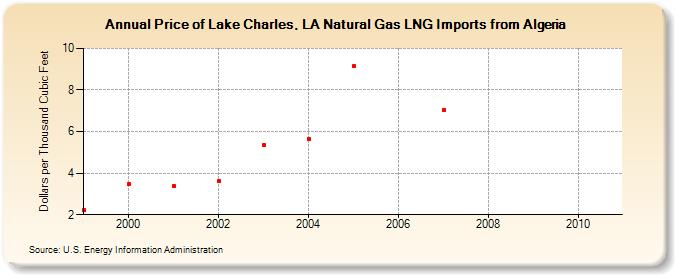 Annual Price of Lake Charles, LA Natural Gas LNG Imports from Algeria
Dollars per Thousand Cubic Feet
10
8
6
4
2
2000 2002 2004 2006 2008 2010
Source: U.S. Energy Information Administration